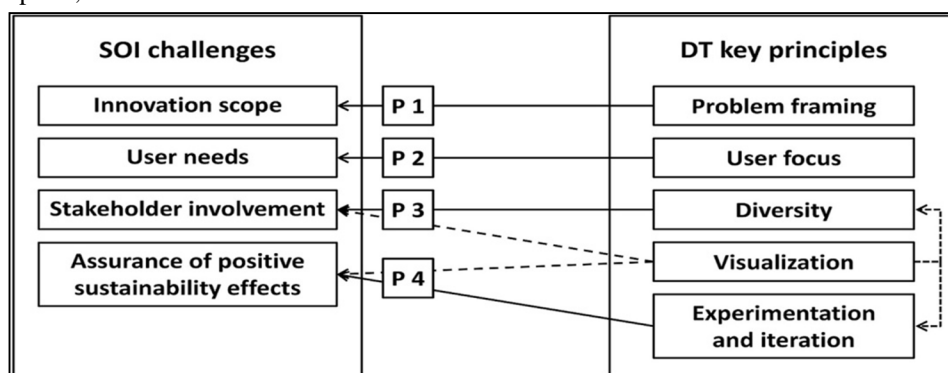 SOI challenges
Innovation scope
User needs
Stakeholder involvement
Assurance of positive
sustainability effects
P 1
P 2
P 3
P 4
DT key principles
Problem framing
User focus
Diversity
Visualization
Experimentation
and iteration